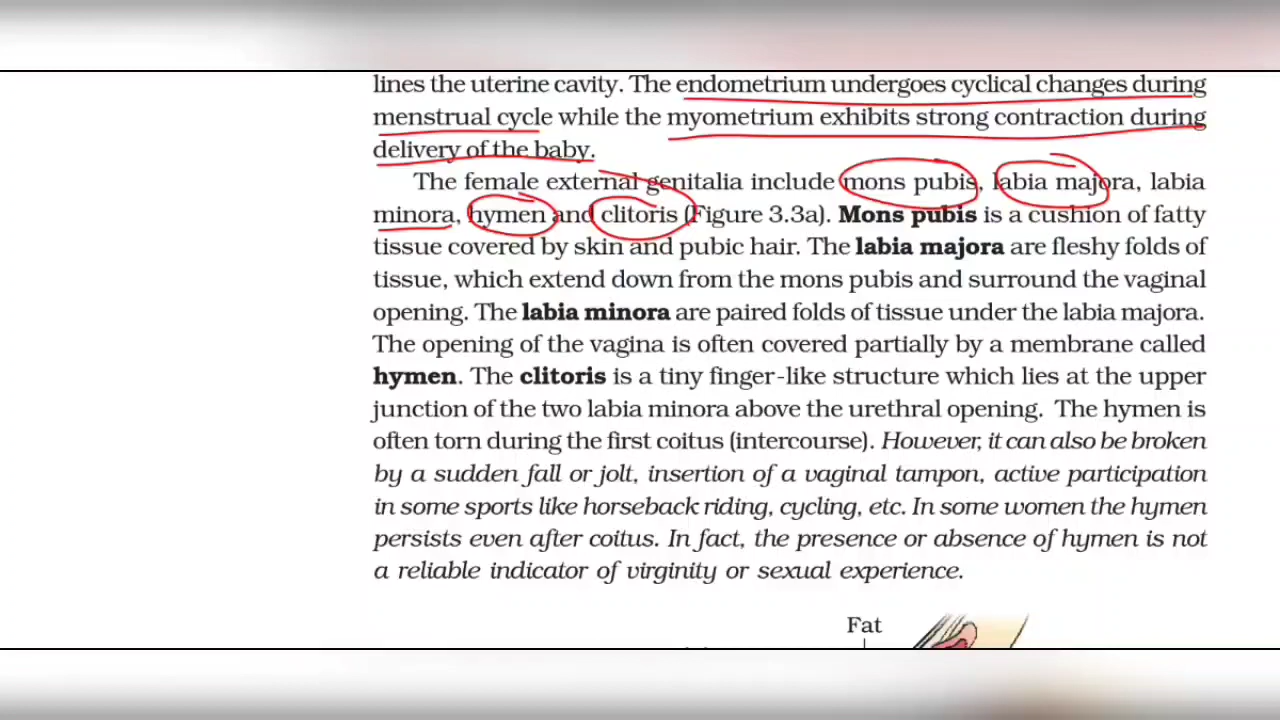 lines the uterine cavity. The endometrium undergoes cyclical changes during
menstrual cycle while the myometrium exhibits strong contraction during
delivery of the baby.
The female external genitalia include mons pubis, labia majora, labia
minora, hymen and clitoris (Figure 3.3a). Mons pubis is a cushion of fatty
tissue covered by skin and pubic hair. The labia majora are fleshy folds of
tissue, which extend down from the mons pubis and surround the vaginal
opening. The labia minora are paired folds of tissue under the labia majora.
The opening of the vagina is often covered partially by a membrane called
hymen. The clitoris is a tiny finger-like structure which lies at the upper
junction of the two labia minora above the urethral opening. The hymen is
often torn during the first coitus (intercourse). However, it can also be broken
by a sudden fall or jolt, insertion of a vaginal tampon, active participation
in some sports like horseback riding, cycling, etc. In some women the hymen
persists even after coitus. In fact, the presence or absence of hymen is not
a reliable indicator of virginity or sexual experience.
Fat